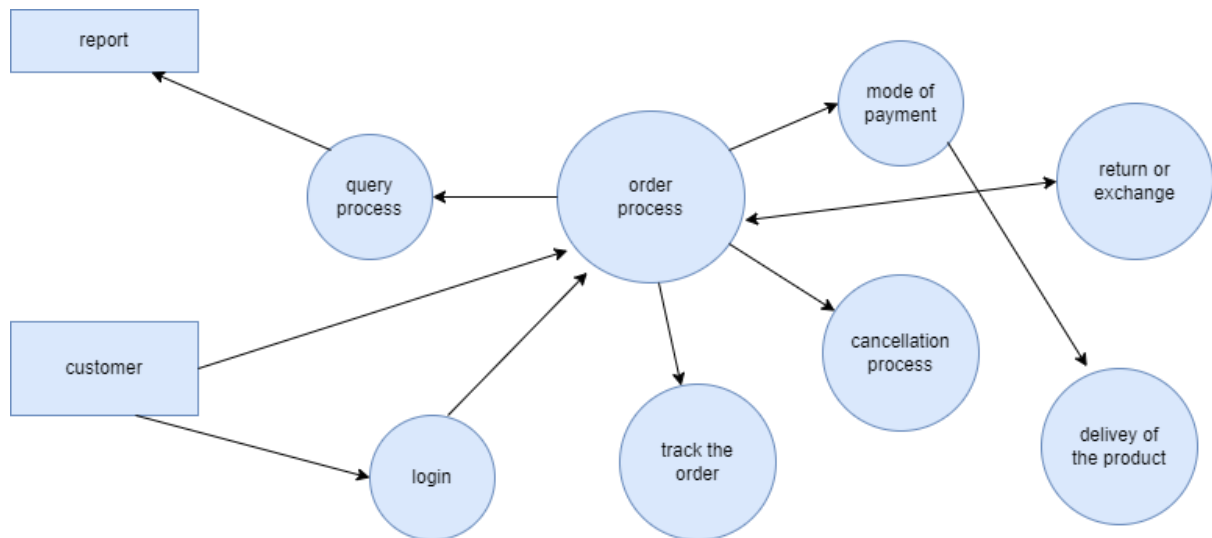 report
mode of
payment
return or
exchange
query
process
order
process
customer
cancellation
process
login
track the
order
delivey of
the product